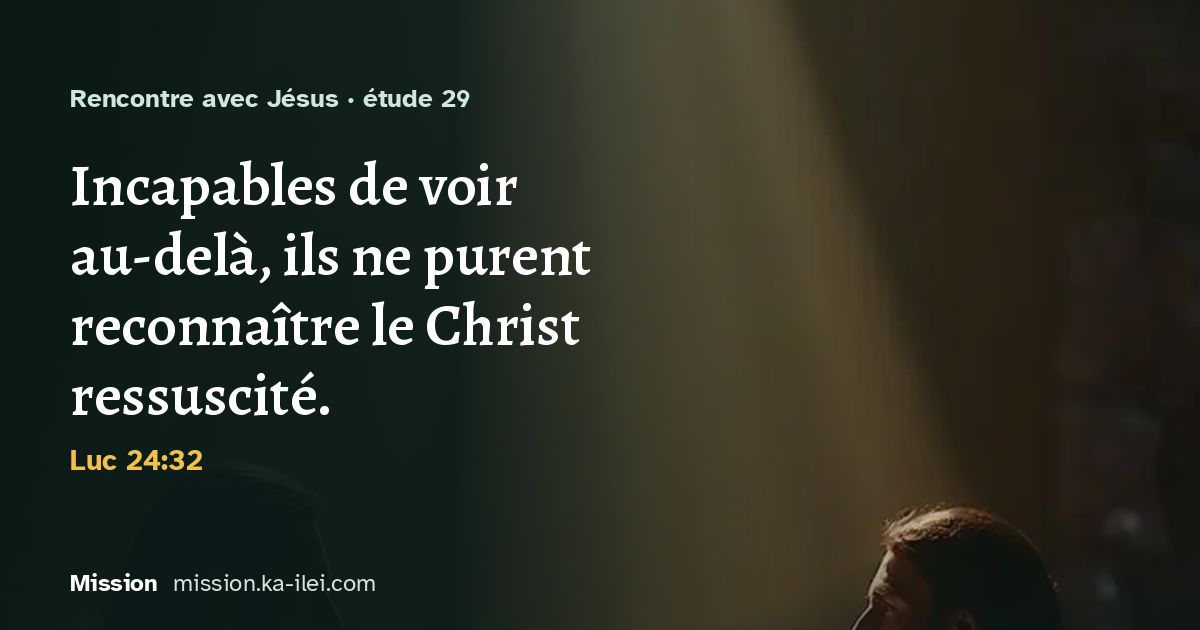 Rencontre avec Jésus · étude 29
Incapables de voir
au-delà, ils ne purent
reconnaître le Christ
ressuscité.
Luc 24:32
Mission mission.ka-ilei.com